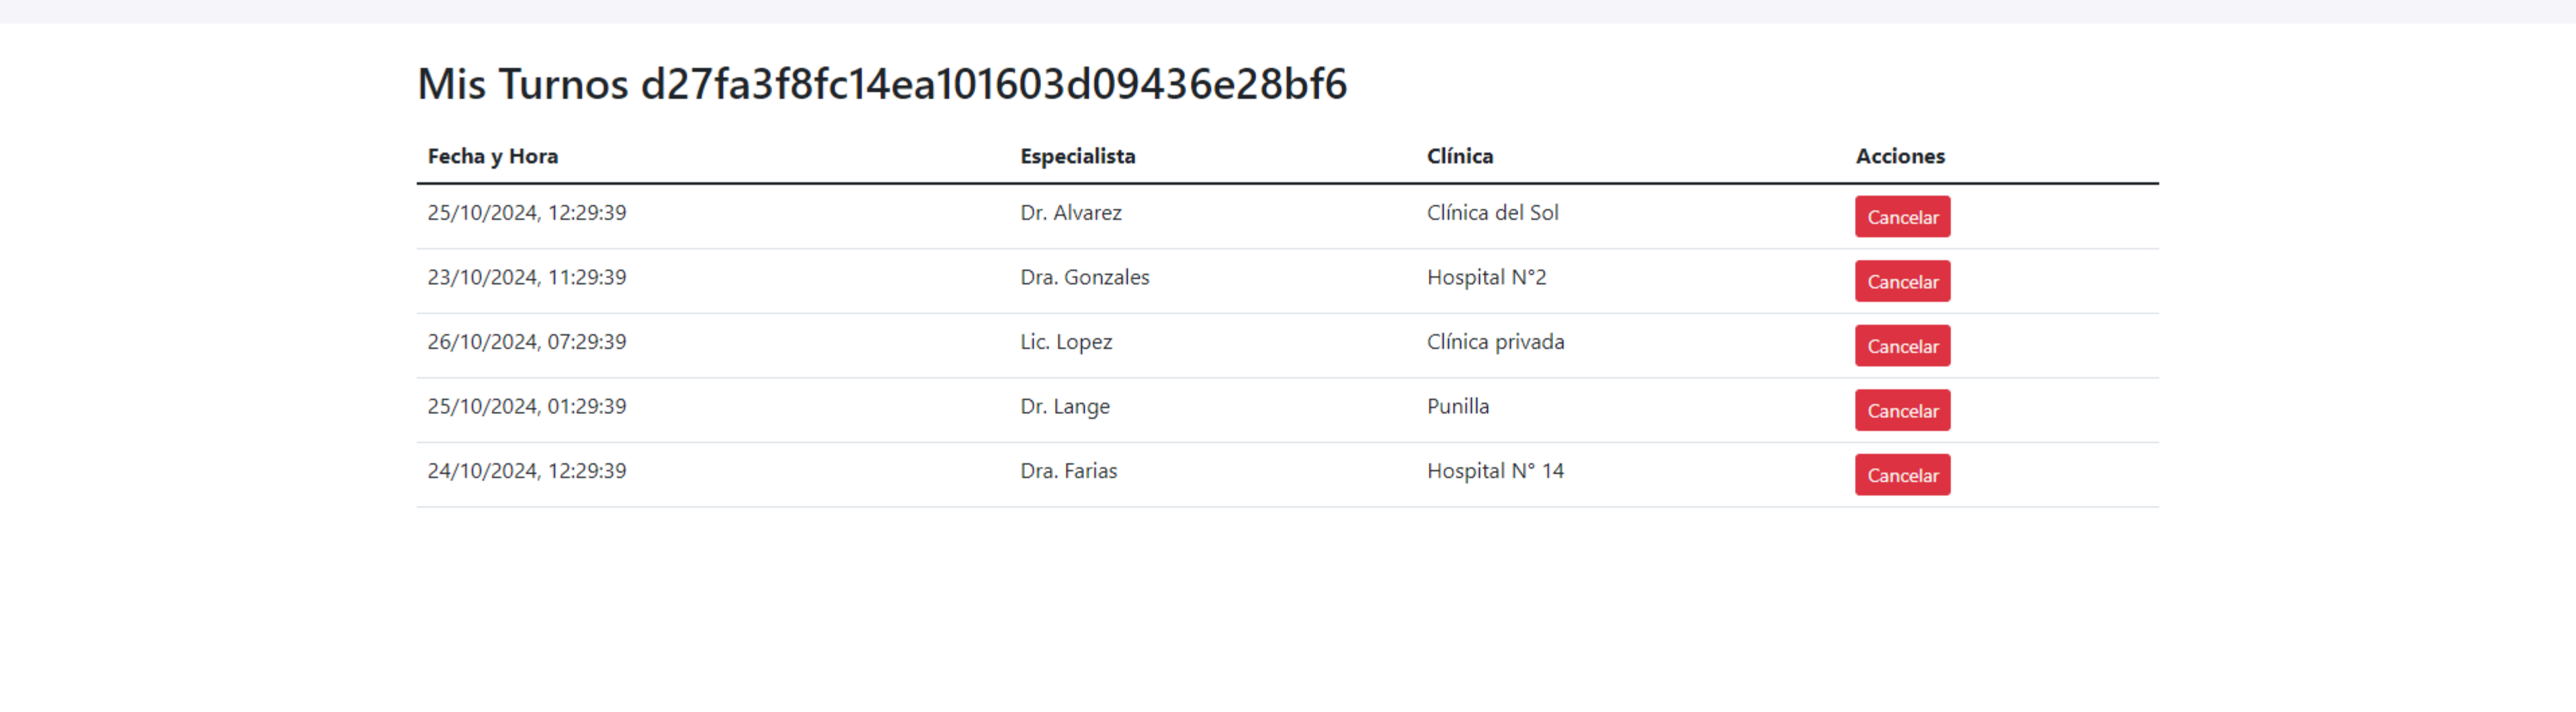 Mis Turnos d27fa3f8fc14ea101603d09436e28bf6
Fecha y Hora Especialista Clínica Acciones
25/10/2024, 12:29:39 Dr. Alvarez Clínica del Sol Cancelar
23/10/2024, 11:29:39 Dra. Gonzales Hospital N°2 Cancelar
26/10/2024, 07:29:39 Lic. Lopez Clínica privada Cancelar
25/10/2024, 01:29:39 Dr. Lange Punilla Cancelar
24/10/2024, 12:29:39 Dra. Farias Hospital N° 14 Cancelar